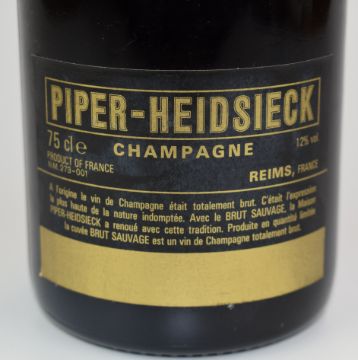 PIPER-HEIDSIECK
75 cl e
CHAMPAGNE
12% vol.
PRODUCT OF FRANCE
N.M. 273-001
REIMS, FRANCE
A l'origine le vin de Champagne était totalement brut. C'était l'expression
la plus haute de la nature indomptée. Avec le BRUT SAUVAGE, la Maison
PIPER-HEIDSIECK a renoué avec cette tradition. Produite en quantité limitée
la cuvée BRUT SAUVAGE est un vin de Champagne totalement brut.